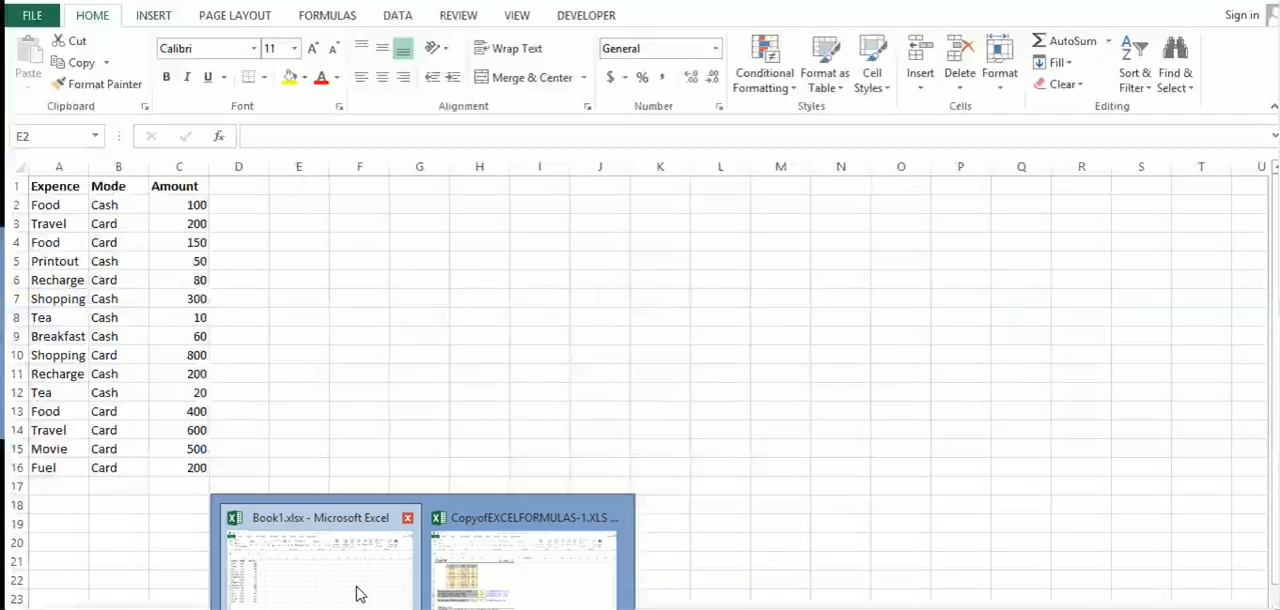 FILE HOME INSERT PAGE LAYOUT FORMULAS DATA REVIEW VIEW DEVELOPER Sign in
Cut Calibri 11 Wrap Text General AutoSum
Copy Fill
Paste Format Painter Merge & Center $ % Conditional Format as Cell Insert Delete Format Clear Sort & Find &
Formatting Table Styles Filter Select
Clipboard Font Alignment Number Styles Cells Editing
E2 fx
A B C D E F G H I J K L M N O P Q R S T U
1 Expence Mode Amount
2 Food Cash 100
3 Travel Card 200
4 Food Card 150
5 Printout Cash 50
6 Recharge Card 80
7 Shopping Cash 300
8 Tea Cash 10
9 Breakfast Cash 60
10 Shopping Card 800
11 Recharge Cash 200
12 Tea Cash 20
13 Food Card 400
14 Travel Card 600
15 Movie Card 500
16 Fuel Card 200
17
18
19
20
21
22
23
Book1.xlsx - Microsoft Excel CopyofEXCELFORMULAS-1.XLS ...